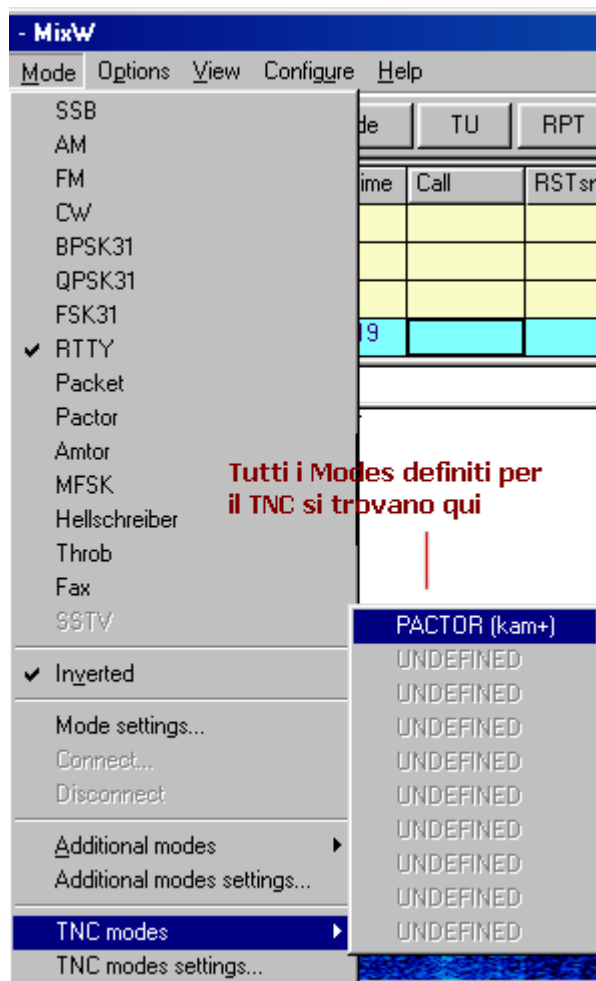 - MixW
Mode Options View Configure Help
SSB
AM
FM
CW
BPSK31
QPSK31
FSK31
RTTY
Packet
Pactor
Amtor
MFSK
Hellschreiber
Throb
Fax
SSTV
Inverted
Mode settings...
Connect...
Disconnect
Additional modes
Additional modes settings...
TNC modes
TNC modes settings...
de TU RPT
ime Call RSTsr
19
Tutti i Modes definiti per
il TNC si trovano qui
PACTOR (kam+)
UNDEFINED
UNDEFINED
UNDEFINED
UNDEFINED
UNDEFINED
UNDEFINED
UNDEFINED
UNDEFINED
UNDEFINED